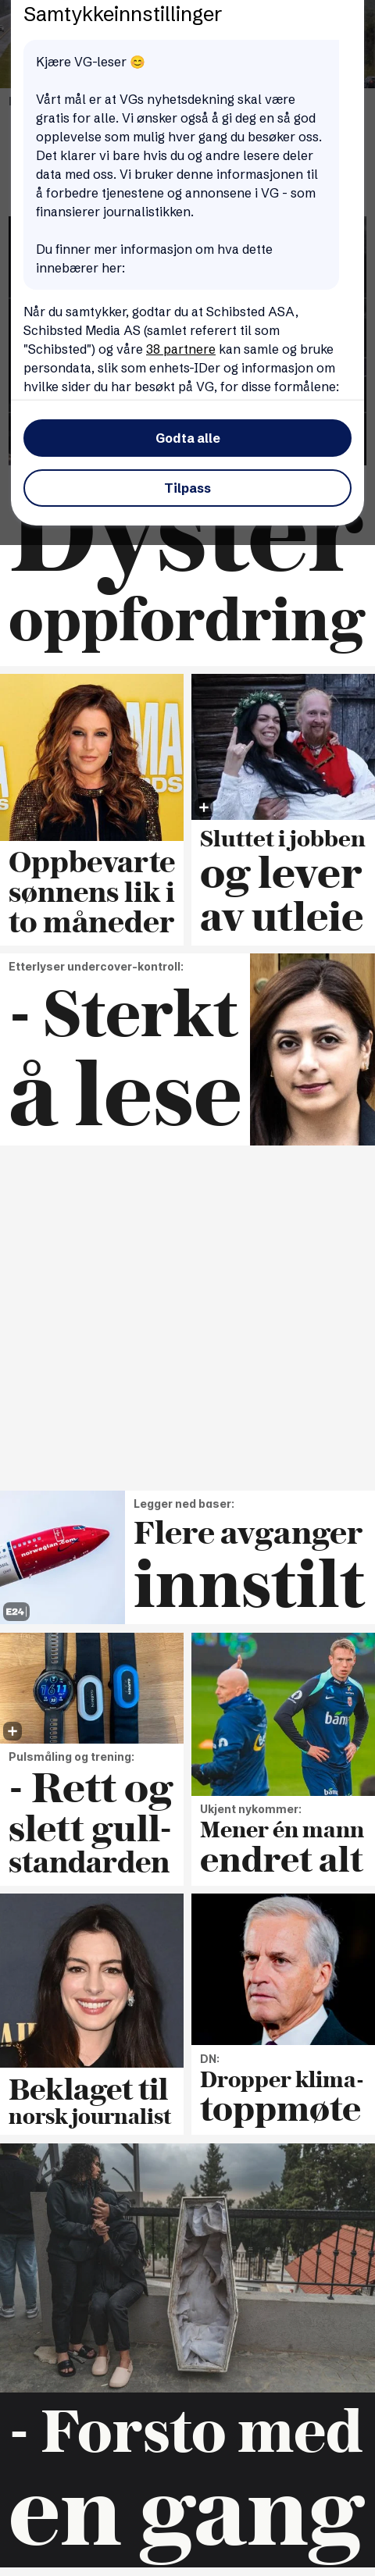 Samtykkeinnstillinger
Kjære VG-leser 😊
Vårt mål er at VGs nyhetsdekning skal være
gratis for alle. Vi ønsker også å gi deg en så god
opplevelse som mulig hver gang du besøker oss.
Det klarer vi bare hvis du og andre lesere deler
data med oss. Vi bruker denne informasjonen til
å forbedre tjenestene og annonsene i VG - som
finansierer journalistikken.
Du finner mer informasjon om hva dette
innebærer her:
Når du samtykker, godtar du at Schibsted ASA,
Schibsted Media AS (samlet referert til som
"Schibsted") og våre 38 partnere kan samle og bruke
persondata, slik som enhets-IDer og informasjon om
hvilke sider du har besøkt på VG, for disse formålene:
Godta alle
Tilpass
Dyster
oppfordring
Oppbevarte
sønnens lik i
to måneder
Sluttet i jobben
og lever
av utleie
Etterlyser undercover-kontroll:
- Sterkt
å lese
Legger ned baser:
Flere avganger
innstilt
norwegian.com
E24
Pulsmåling og trening:
- Rett og
slett gull-
standarden
bam
Ukjent nykommer:
Mener én mann
endret alt
Beklaget til
norsk journalist
DN:
Dropper klima-
toppmøte
- Forsto med
en gang